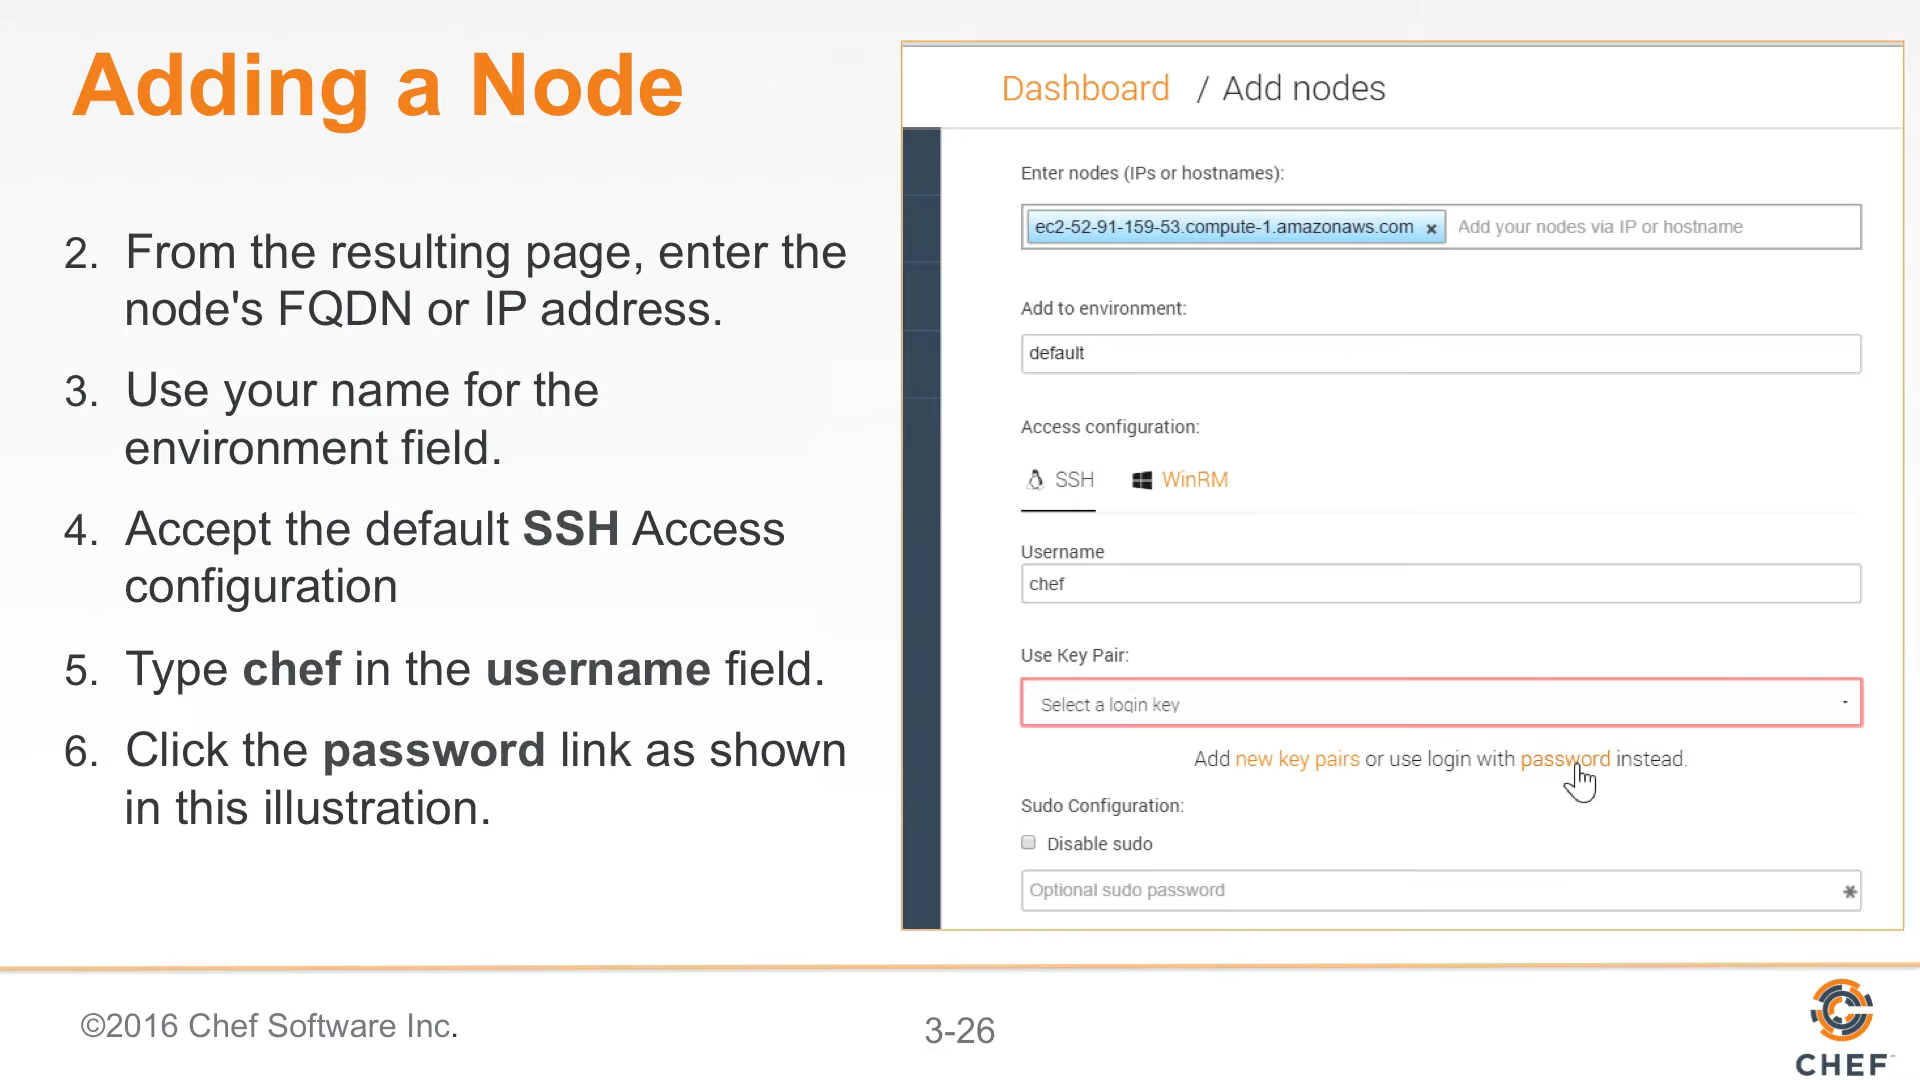 Adding a Node
2. From the resulting page, enter the
node's FQDN or IP address.
3. Use your name for the
environment field.
4. Accept the default SSH Access
configuration
5. Type chef in the username field.
6. Click the password link as shown
in this illustration.
Dashboard / Add nodes
Enter nodes (IPs or hostnames):
ec2-52-91-159-53.compute-1.amazonaws.com × Add your nodes via IP or hostname
Add to environment:
default
Access configuration:
SSH WinRM
Username
chef
Use Key Pair:
Select a login key
Add new key pairs or use login with password instead.
Sudo Configuration:
Disable sudo
Optional sudo password
©2016 Chef Software Inc.
3-26
CHEF